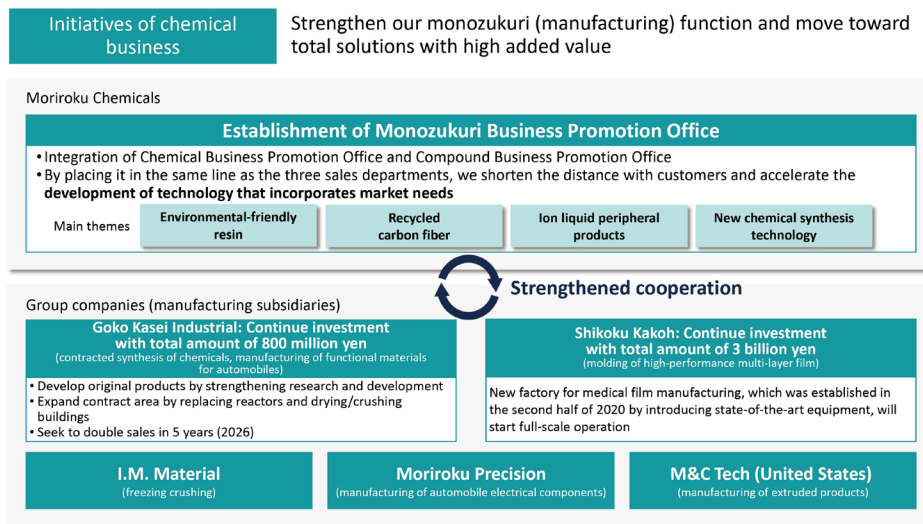 Initiatives of chemical
business
Strengthen our monozukuri (manufacturing) function and move toward
total solutions with high added value
Moriroku Chemicals
Establishment of Monozukuri Business Promotion Office
• Integration of Chemical Business Promotion Office and Compound Business Promotion Office
• By placing it in the same line as the three sales departments, we shorten the distance with customers and accelerate the
development of technology that incorporates market needs
Main themes
Environmental-friendly
resin
Recycled
carbon fiber
Ion liquid peripheral
products
New chemical synthesis
technology
Strengthened cooperation
Group companies (manufacturing subsidiaries)
Goko Kasei Industrial: Continue investment
with total amount of 800 million yen
(contracted synthesis of chemicals, manufacturing of functional materials
for automobiles)
• Develop original products by strengthening research and development
• Expand contract area by replacing reactors and drying/crushing
buildings
• Seek to double sales in 5 years (2026)
Shikoku Kakoh: Continue investment
with total amount of 3 billion yen
(molding of high-performance multi-layer film)
New factory for medical film manufacturing, which was established in
the second half of 2020 by introducing state-of-the-art equipment, will
start full-scale operation
I.M. Material
(freezing crushing)
Moriroku Precision
(manufacturing of automobile electrical components)
M&C Tech (United States)
(manufacturing of extruded products)